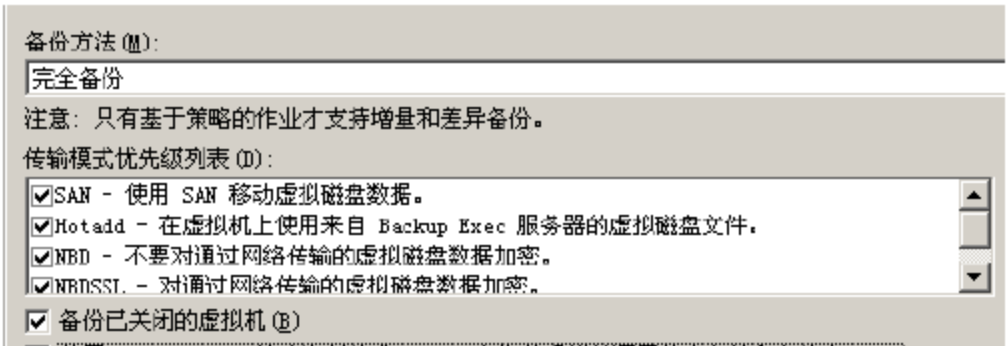 备份方法(M):
完全备份
注意: 只有基于策略的作业才支持增量和差异备份。
传输模式优先级列表(D):
SAN - 使用 SAN 移动虚拟磁盘数据。
Hotadd - 在虚拟机上使用来自 Backup Exec 服务器的虚拟磁盘文件。
NBD - 不要对通过网络传输的虚拟磁盘数据加密。
NBDSSL - 对通过网络传输的虚拟磁盘数据加密。
备份已关闭的虚拟机(B)